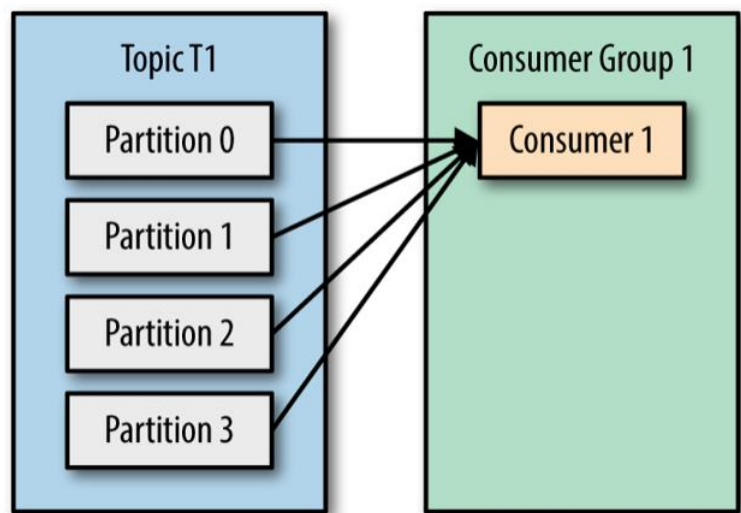 Topic T1
Partition 0
Partition 1
Partition 2
Partition 3
Consumer Group 1
Consumer 1